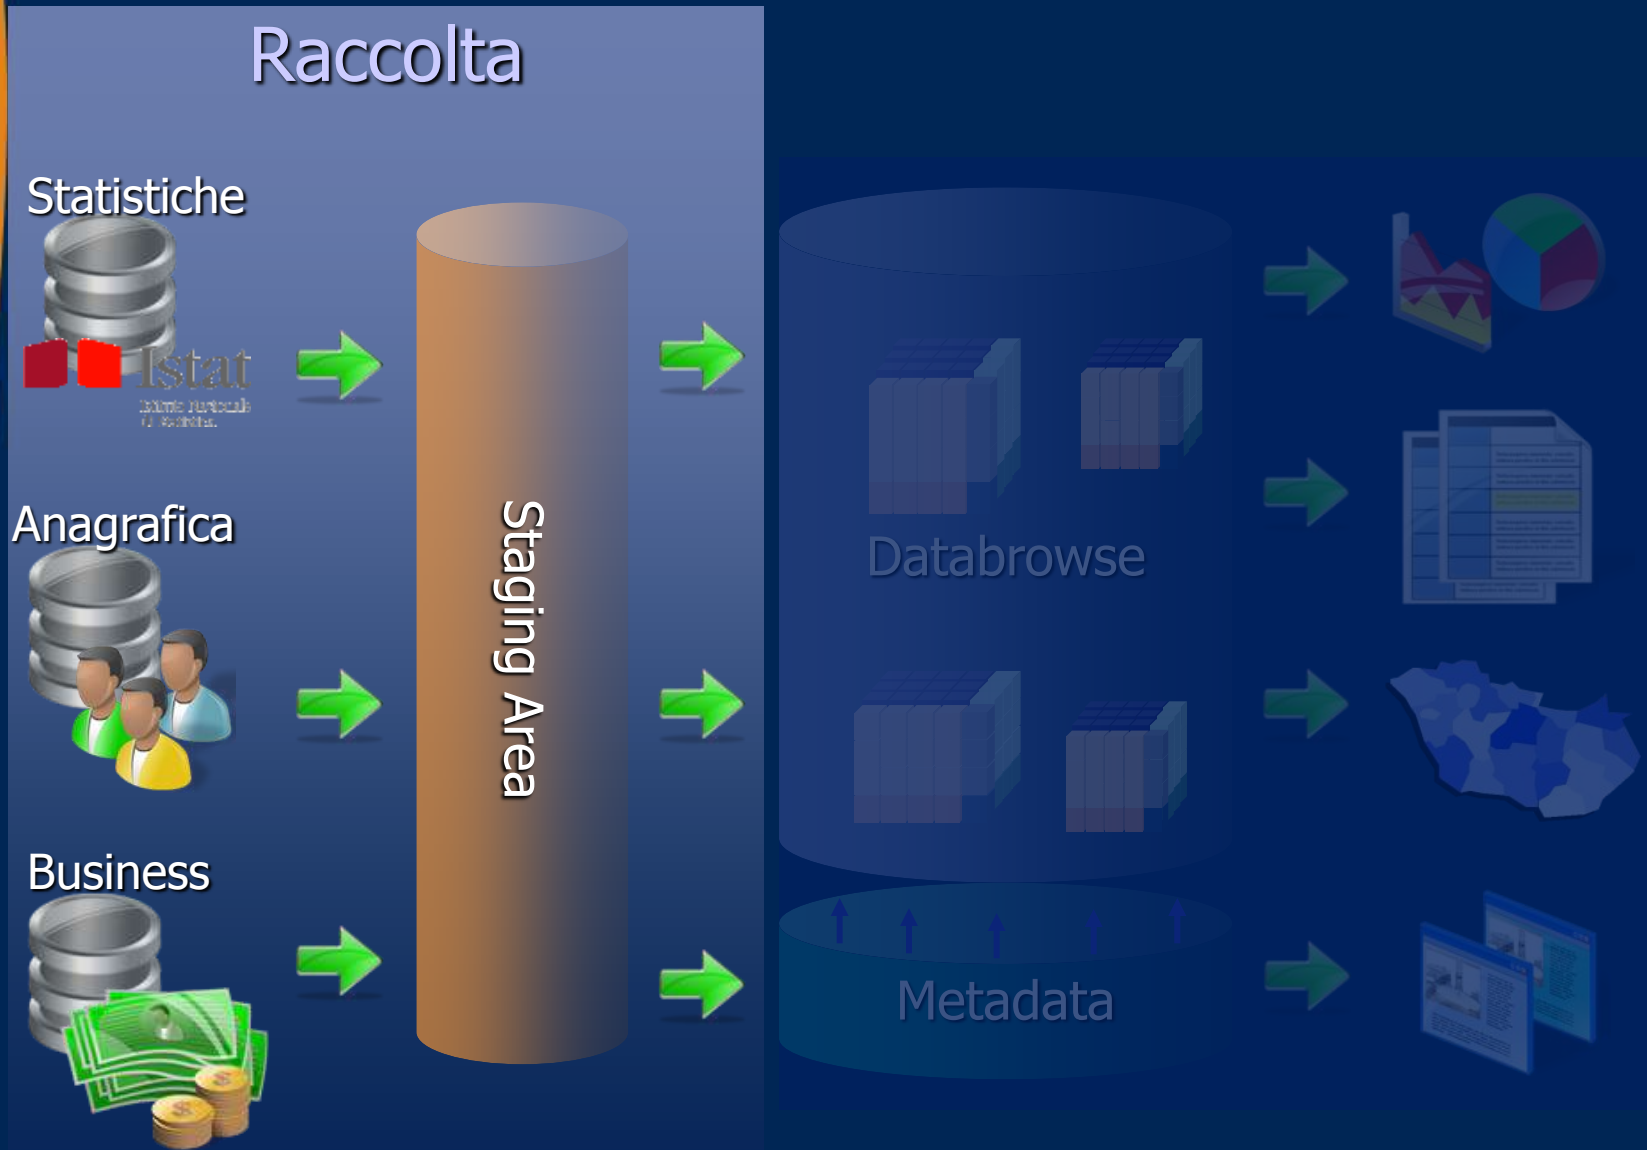 Raccolta
Statistiche
Istat
Anagrafica
Business
Staging Area
Databrowse
Metadata